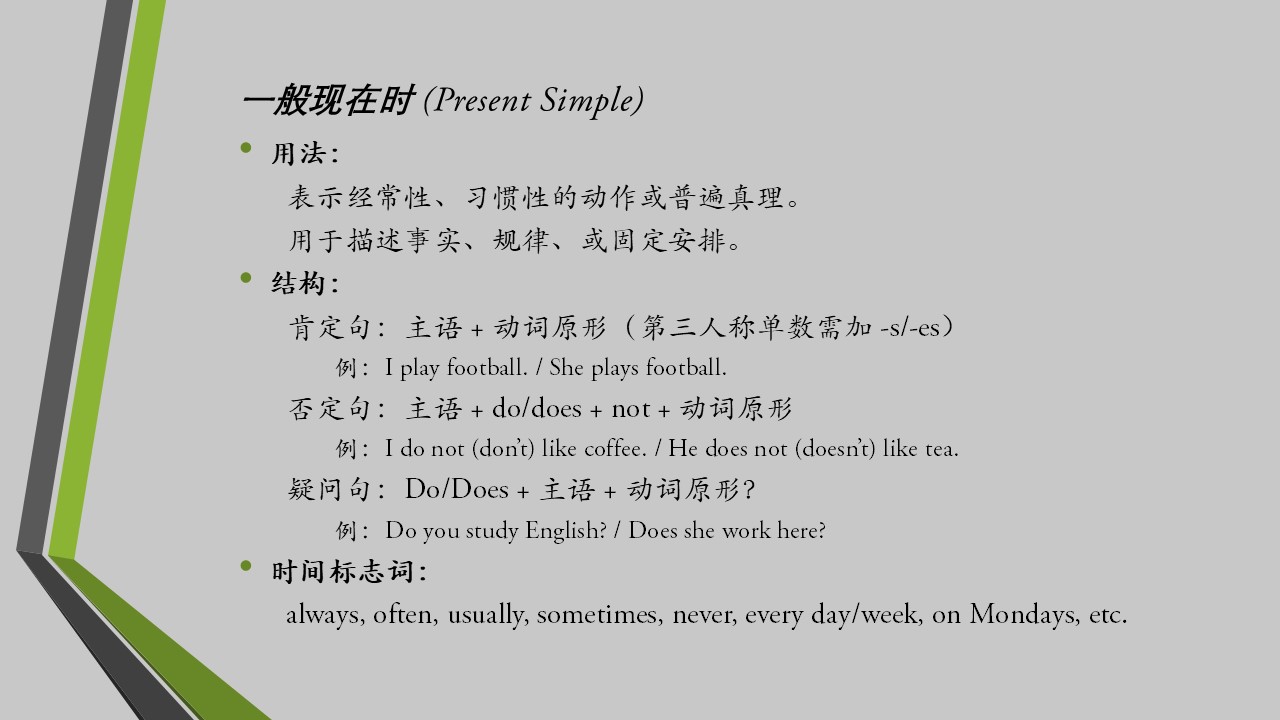 一般现在时 (Present Simple)
• 用法：
表示经常性、习惯性的动作或普遍真理。
用于描述事实、规律、或固定安排。
• 结构：
肯定句：主语 + 动词原形（第三人称单数需加 -s/-es）
例：I play football. / She plays football.
否定句：主语 + do/does + not + 动词原形
例：I do not (don’t) like coffee. / He does not (doesn’t) like tea.
疑问句：Do/Does + 主语 + 动词原形?
例：Do you study English? / Does she work here?
• 时间标志词：
always, often, usually, sometimes, never, every day/week, on Mondays, etc.